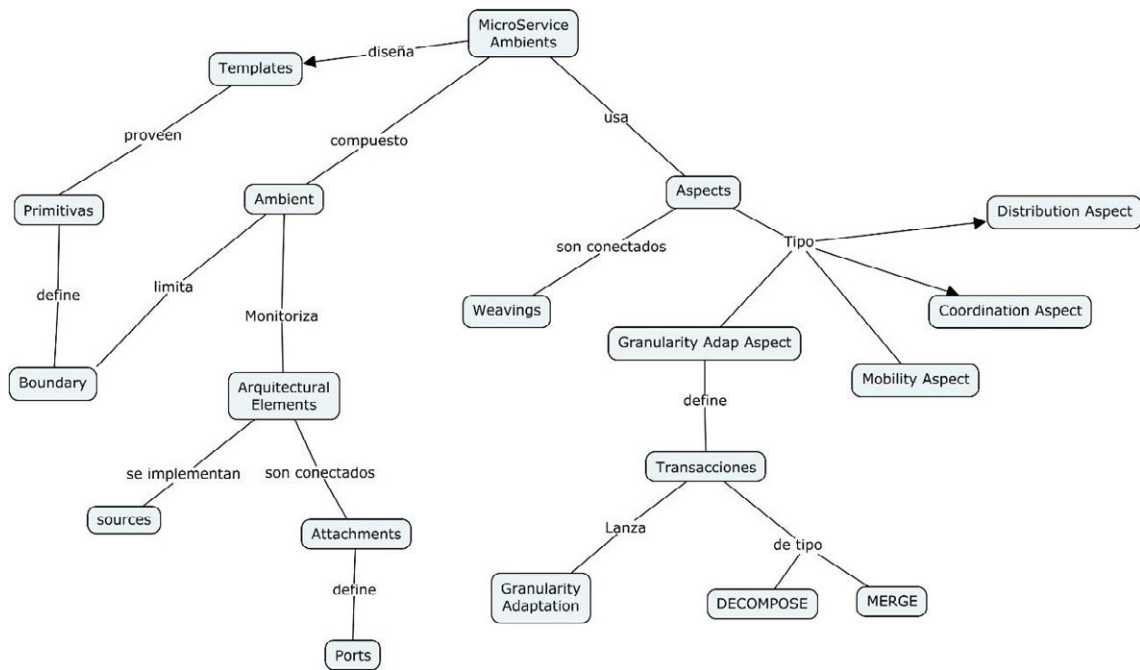 MicroService
Ambients
diseña
Templates
proveen
compuesto
usa
Primitivas
Ambient
Aspects
Distribution Aspect
son conectados
Tipo
define
limita
Monitoriza
Weavings
Coordination Aspect
Granularity Adap Aspect
Boundary
Mobility Aspect
Arquitectural
Elements
define
se implementan
son conectados
Transacciones
sources
Attachments
Lanza
de tipo
define
Granularity
Adaptation
DECOMPOSE
MERGE
Ports